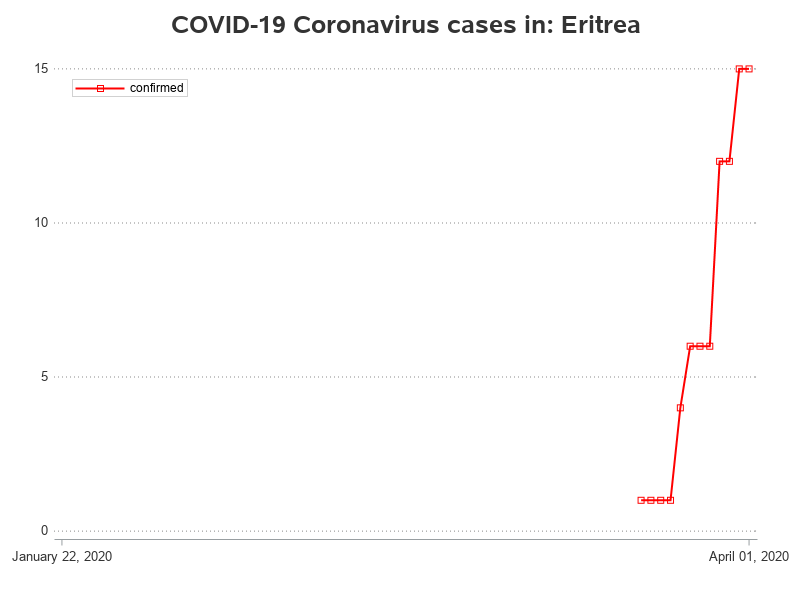 COVID-19 Coronavirus cases in: Eritrea
15
confirmed
10
5
0
January 22, 2020
April 01, 2020